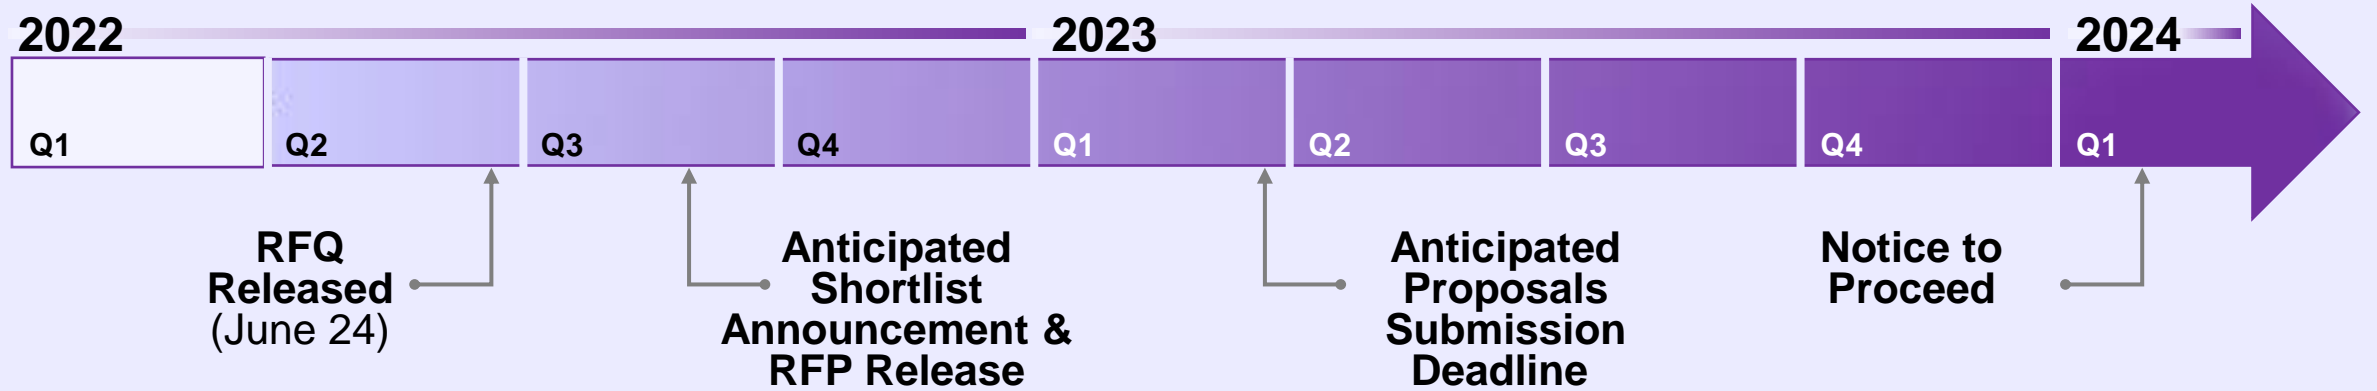 2022
2023
2024
Q1
Q2
Q3
Q4
Q1
Q2
Q3
Q4
Q1
RFQ
Released
(June 24)
Anticipated
Shortlist
Announcement &
RFP Release
Anticipated
Proposals
Submission
Deadline
Notice to
Proceed